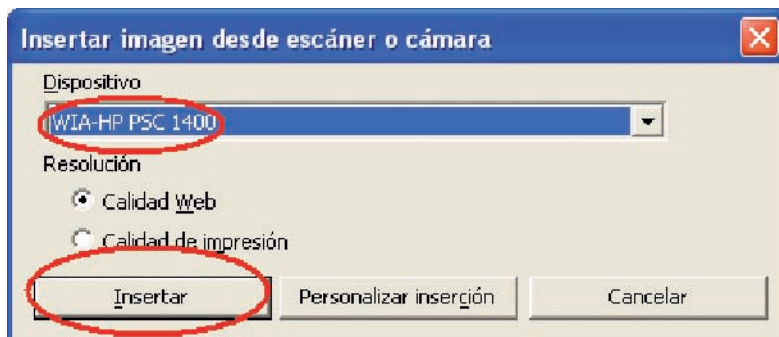 Insertar imagen desde escáner o cámara
Dispositivo
WIA-HP PSC 1400
Resolución
Calidad Web
Calidad de impresión
Insertar Personalizar inserción Cancelar